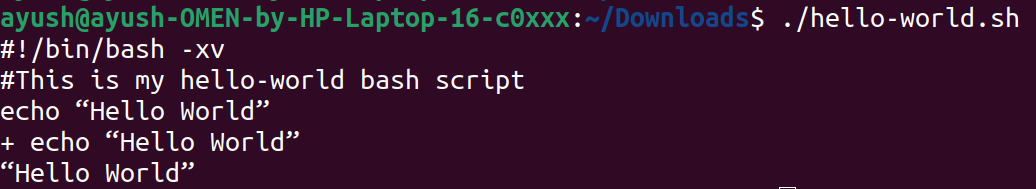 ayush@ayush-OMEN-by-HP-Laptop-16-c0xxx:~/Downloads$ ./hello-world.sh
#!/bin/bash -xv
#This is my hello-world bash script
echo “Hello World”
+ echo “Hello World”
“Hello World”